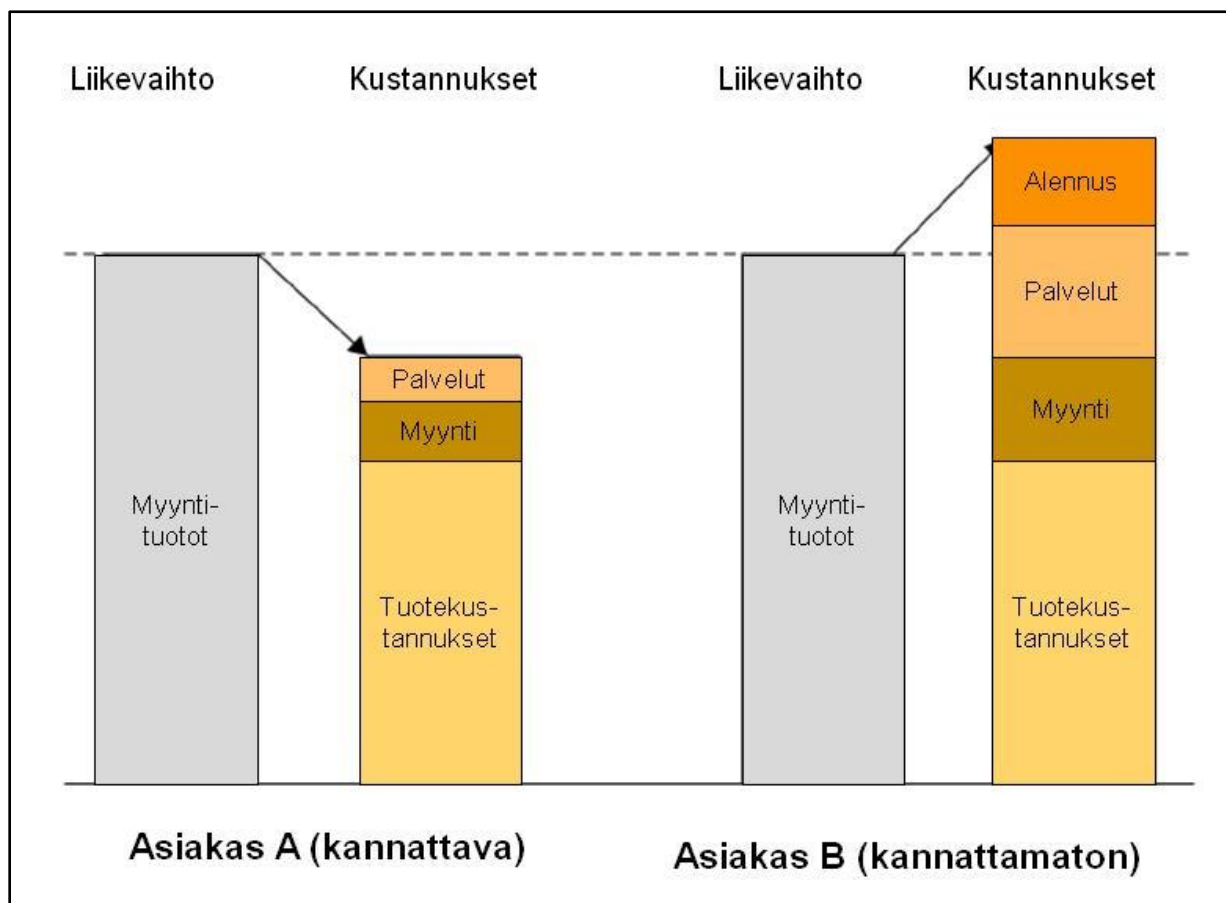 Liikevaihto
Kustannukset
Liikevaihto
Kustannukset
Alennus
Palvelut
Palvelut
Myynti
Myynti
Myynti-
tuotot
Myynti-
tuotot
Tuotekus-
tannukset
Tuotekus-
tannukset
Asiakas A (kannattava)
Asiakas B (kannattamaton)